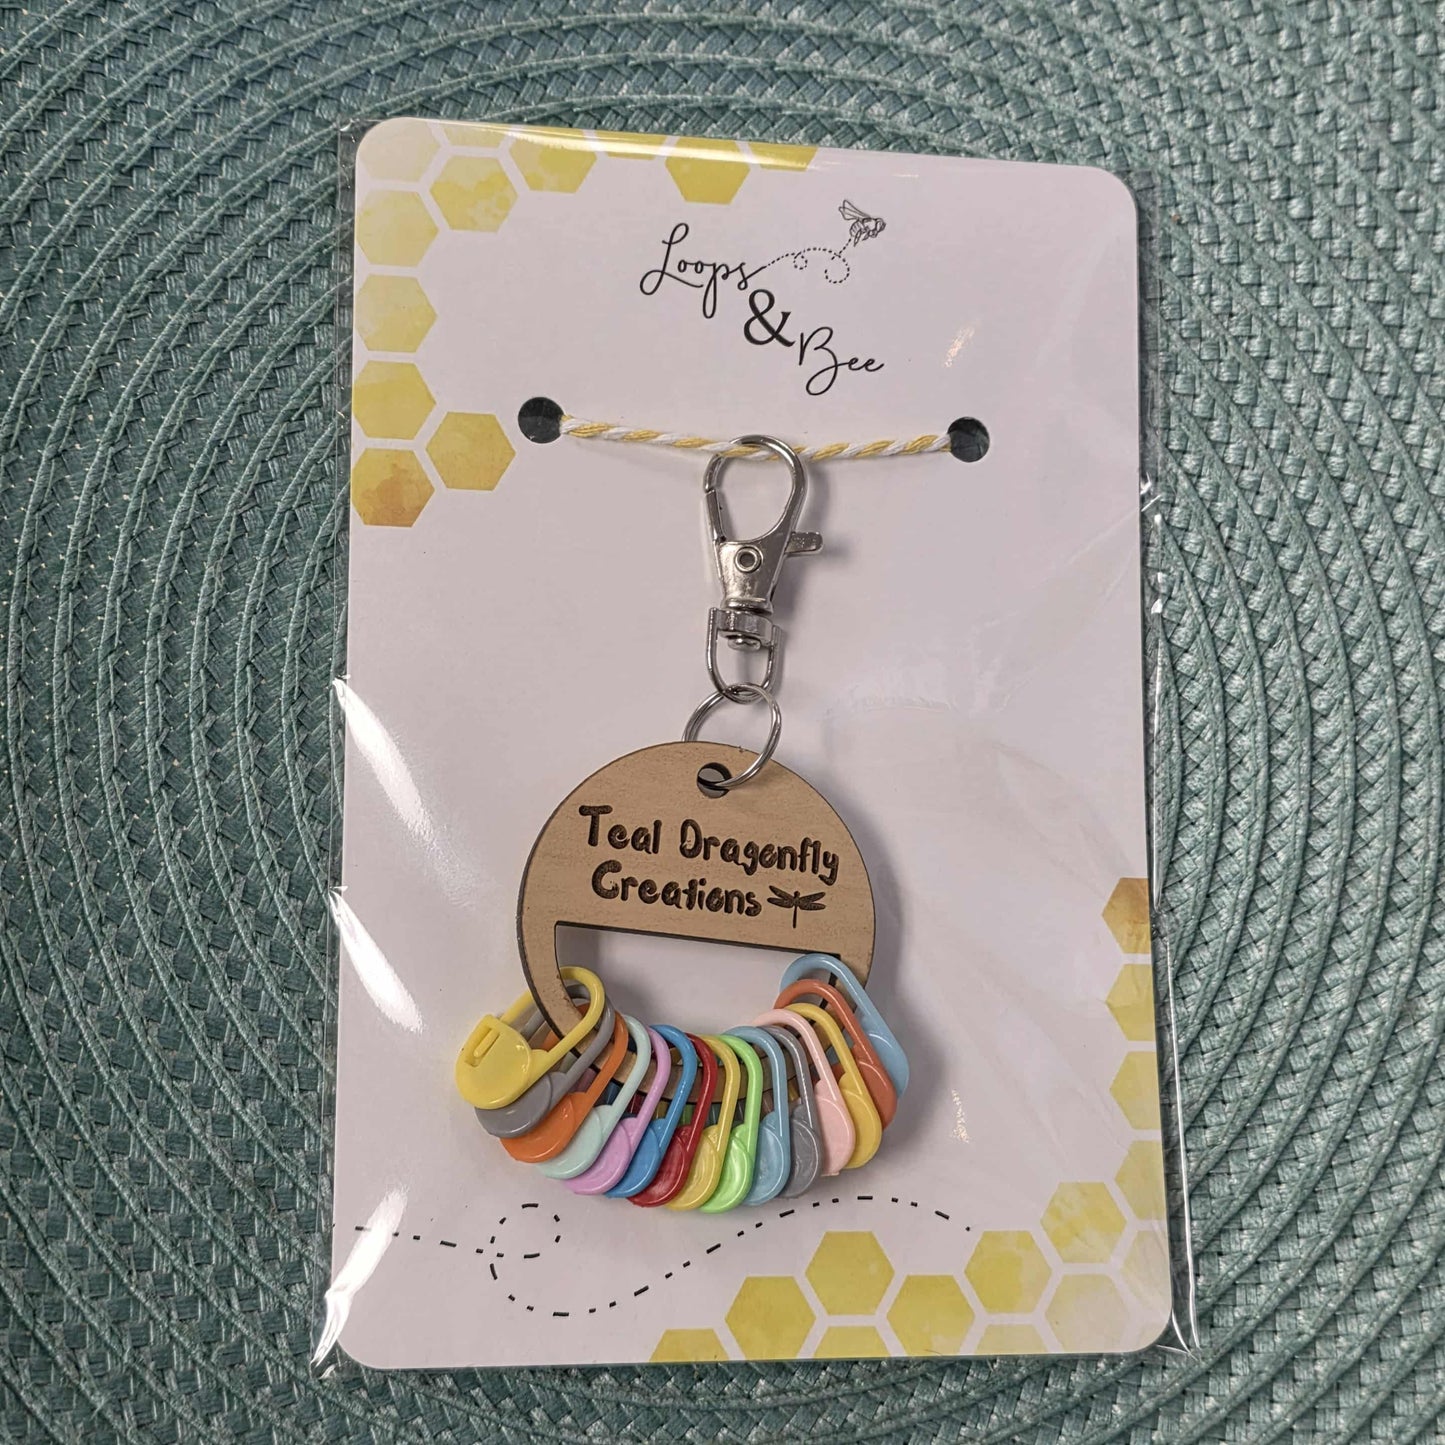 Loops
&
Bee
Teal Dragonfly
Creations